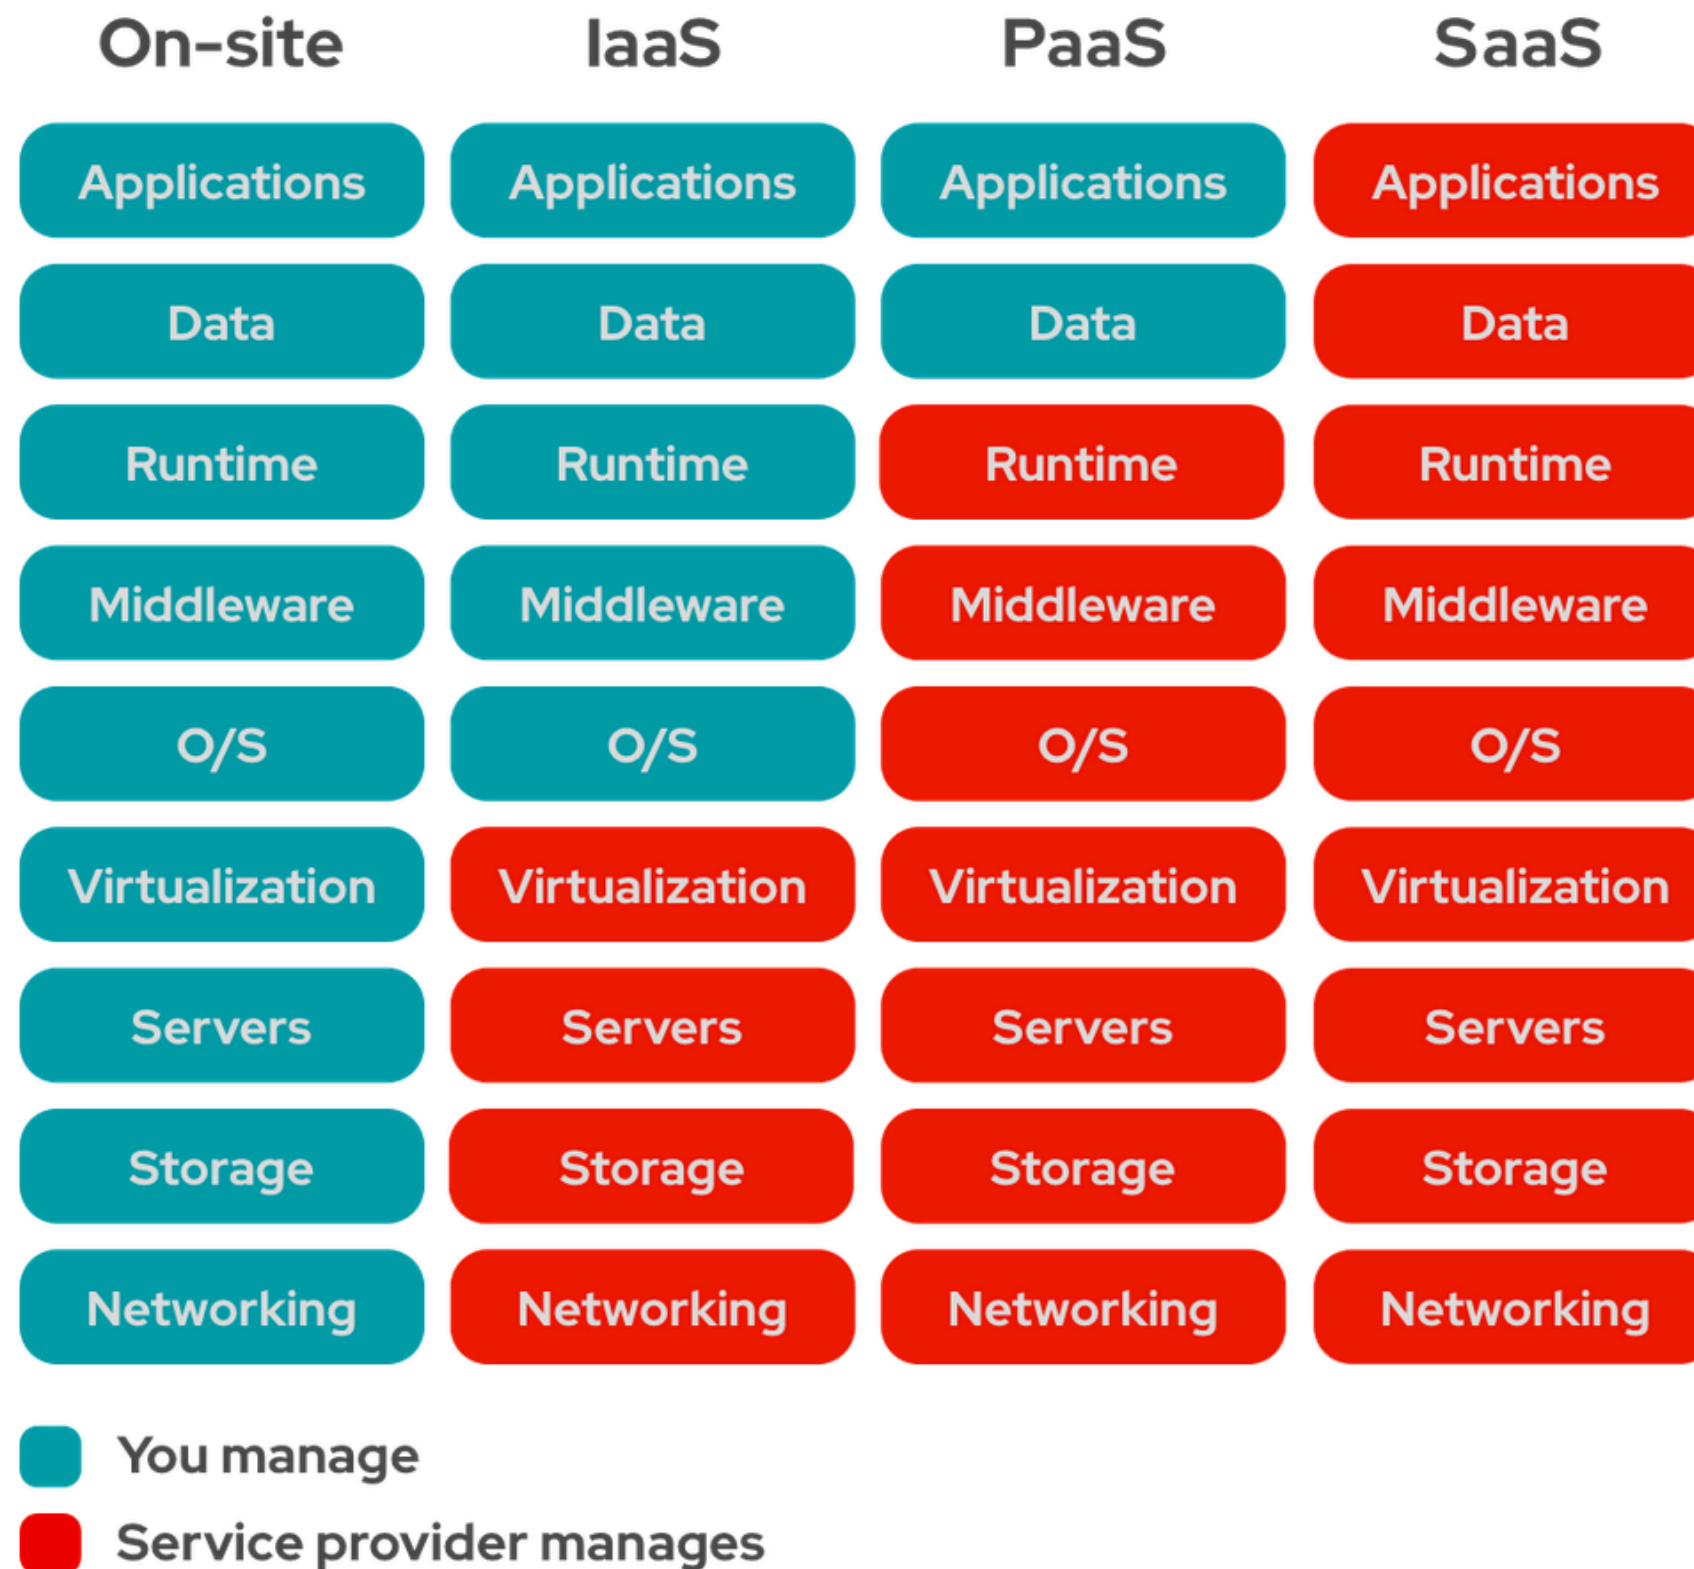 On-site IaaS PaaS SaaS
Applications Applications Applications Applications
Data Data Data Data
Runtime Runtime Runtime Runtime
Middleware Middleware Middleware Middleware
O/S O/S O/S O/S
Virtualization Virtualization Virtualization Virtualization
Servers Servers Servers Servers
Storage Storage Storage Storage
Networking Networking Networking Networking
You manage
Service provider manages